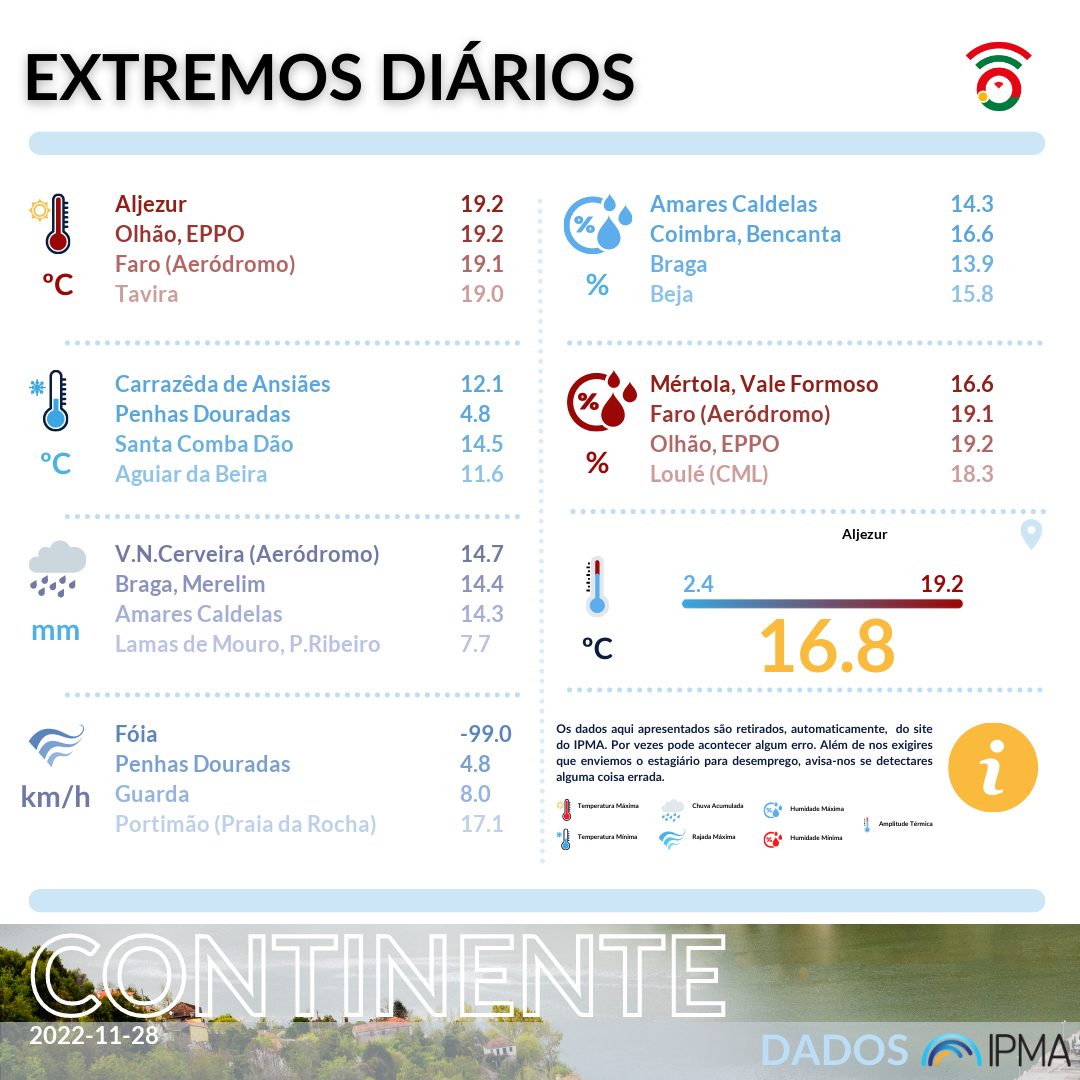 EXTREMOS DIÁRIOS
Aljezur 19.2
Olhão, EPPO 19.2
Faro (Aeródromo) 19.1
Tavira 19.0
ºC
Carrazêda de Ansiães 12.1
Penhas Douradas 4.8
Santa Comba Dão 14.5
Aguiar da Beira 11.6
ºC
V.N.Cerveira (Aeródromo) 14.7
Braga, Merelim 14.4
Amares Caldelas 14.3
Lamas de Mouro, P.Ribeiro 7.7
mm
Fóia -99.0
Penhas Douradas 4.8
Guarda 8.0
Portimão (Praia da Rocha) 17.1
km/h
%
Amares Caldelas 14.3
Coimbra, Bencanta 16.6
Braga 13.9
Beja 15.8
%
%
Mértola, Vale Formoso 16.6
Faro (Aeródromo) 19.1
Olhão, EPPO 19.2
Loulé (CML) 18.3
%
Aljezur
2.4 19.2
16.8
ºC
Os dados aqui apresentados são retirados, automaticamente, do site
do IPMA. Por vezes pode acontecer algum erro. Além de nos exigires
que enviemos o estagiário para desemprego, avisa-nos se detectares
alguma coisa errada.
i
Temperatura Máxima Chuva Acumulada Humidade Máxima
Amplitude Térmica
Temperatura Mínima Rajada Máxima Humidade Mínima
CONTINENTE
2022-11-28
DADOS IPMA